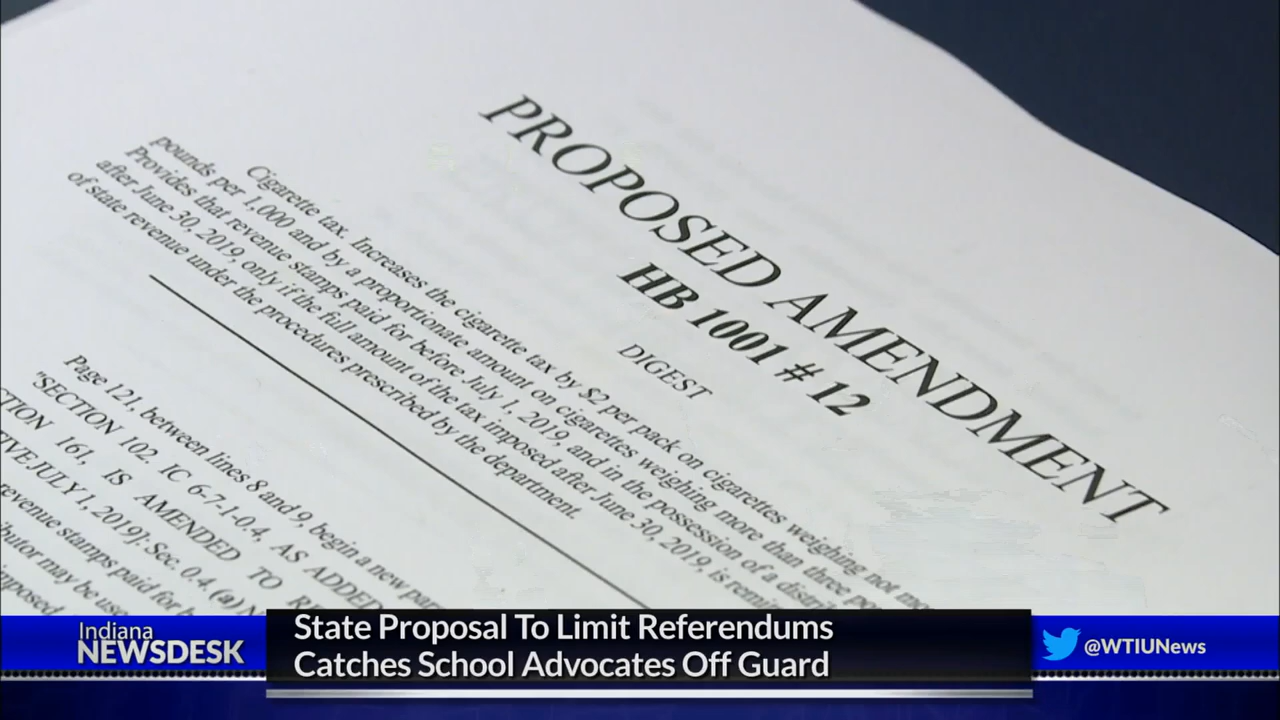 PROPOSED AMENDMENT
HB 1001 # 12
DIGEST
Cigarette tax. Increases the cigarette tax by $2 per pack on cigarettes weighing not
pounds per 1,000 and by a proportionate amount on cigarettes weighing more than three
Provides that revenue stamps paid for before July 1, 2019, and in the possession of a
after June 30, 2019, only if the full amount of the tax imposed after June 30, 2019, is
of state revenue under the procedures prescribed by the department.
Page 121, between lines 8 and 9, begin a new
"SECTION 102. IC 6-7-1-0.4, AS ADDED
161, IS AMENDED TO
JULY 1, 2019]: Sec. 0.4. (a)
revenue stamps paid for
may be
imposed
Indiana
NEWSDESK
State Proposal To Limit Referendums
Catches School Advocates Off Guard
@WTIUNews